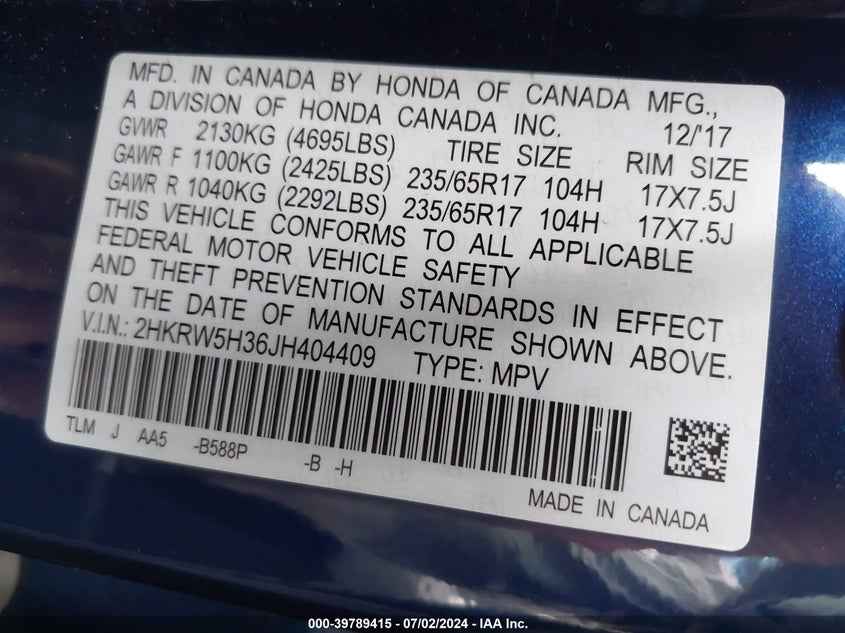 MFD. IN CANADA BY HONDA OF CANADA MFG.,
A DIVISION OF HONDA CANADA INC. 12/'17
GVWR 2130KG (4695LBS) TIRE SIZE RIM SIZE
GAWR F 1100KG (2425LBS) 235/65R17 104H 17X7.5J
GAWR R 1040KG (2292LBS) 235/65R17 104H 17X7.5J
THIS VEHICLE CONFORMS TO ALL APPLICABLE
FEDERAL MOTOR VEHICLE SAFETY
AND THEFT PREVENTION STANDARDS IN EFFECT
ON THE DATE OF MANUFACTURE SHOWN ABOVE.
V.I.N.: 2HKRW5H36JH404409 TYPE: MPV
TLM J AA5 -B588P -B -H
MADE IN CANADA
000-39789415 - 07/02/2024 - IAA Inc.